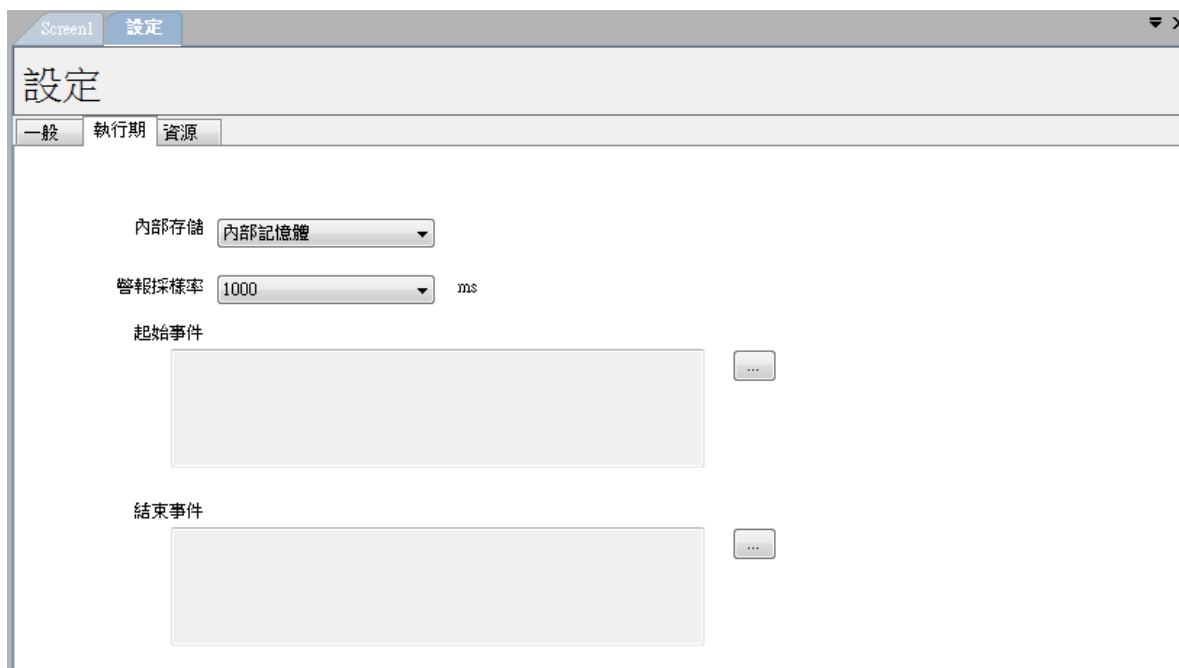 Screen1 設定
設定
一般 執行期 資源
內部存儲 內部記憶體
警報採樣率 1000 ms
起始事件
...
結束事件
...